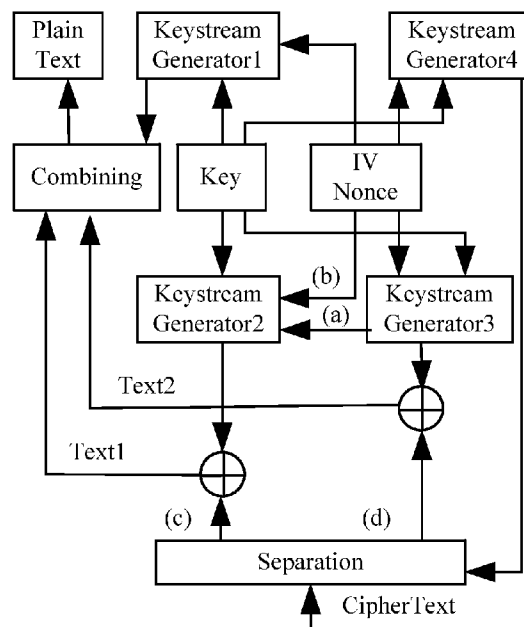 Plain
Text
Keystream
Generator1
Keystream
Generator4
Combining
Key
IV
Nonce
(b)
Keystream
Generator2
(a)
Keystream
Generator3
Text2
Text1
(c)
(d)
Separation
CipherText